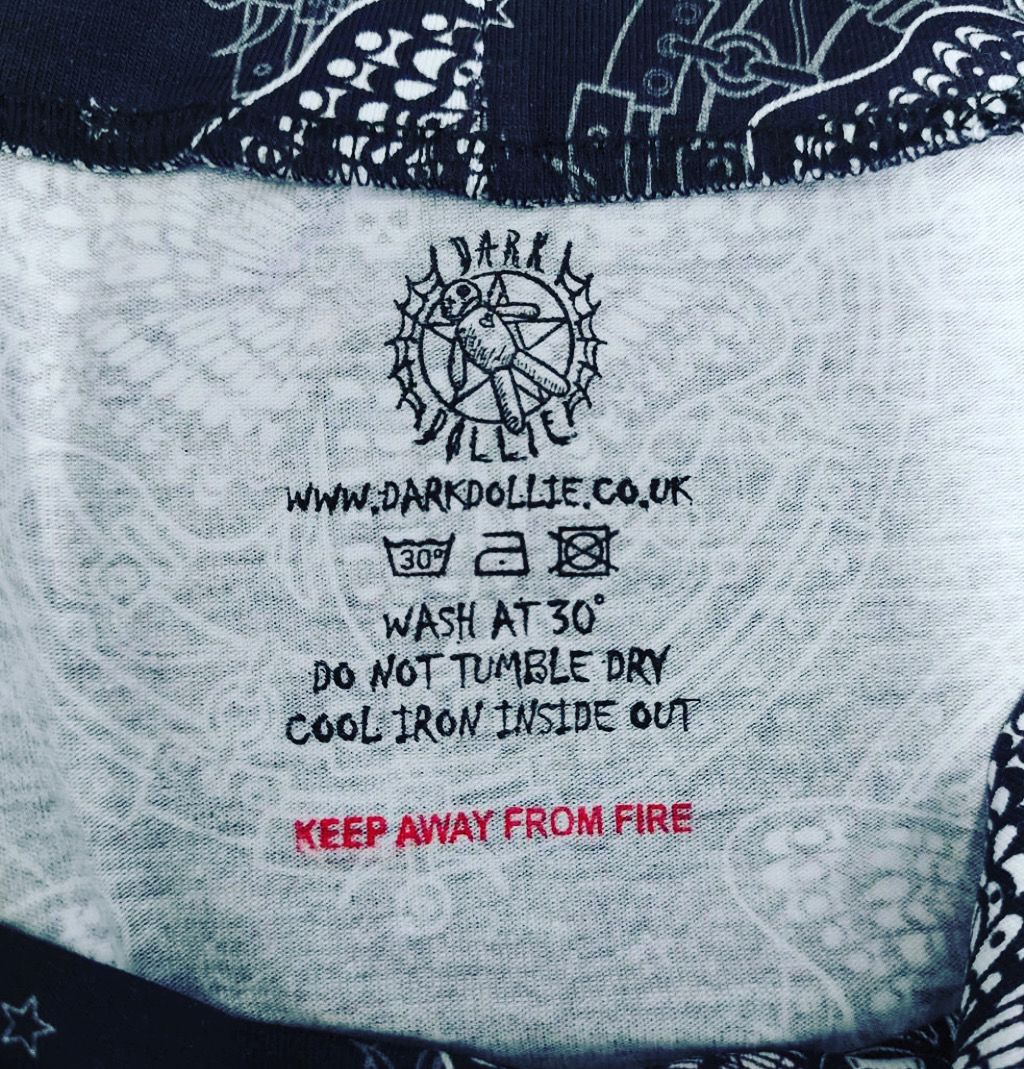 DARK
DOLLIE
WWW.DARKDOLLIE.CO.UK
30°
WASH AT 30°
DO NOT TUMBLE DRY
COOL IRON INSIDE OUT
KEEP AWAY FROM FIRE